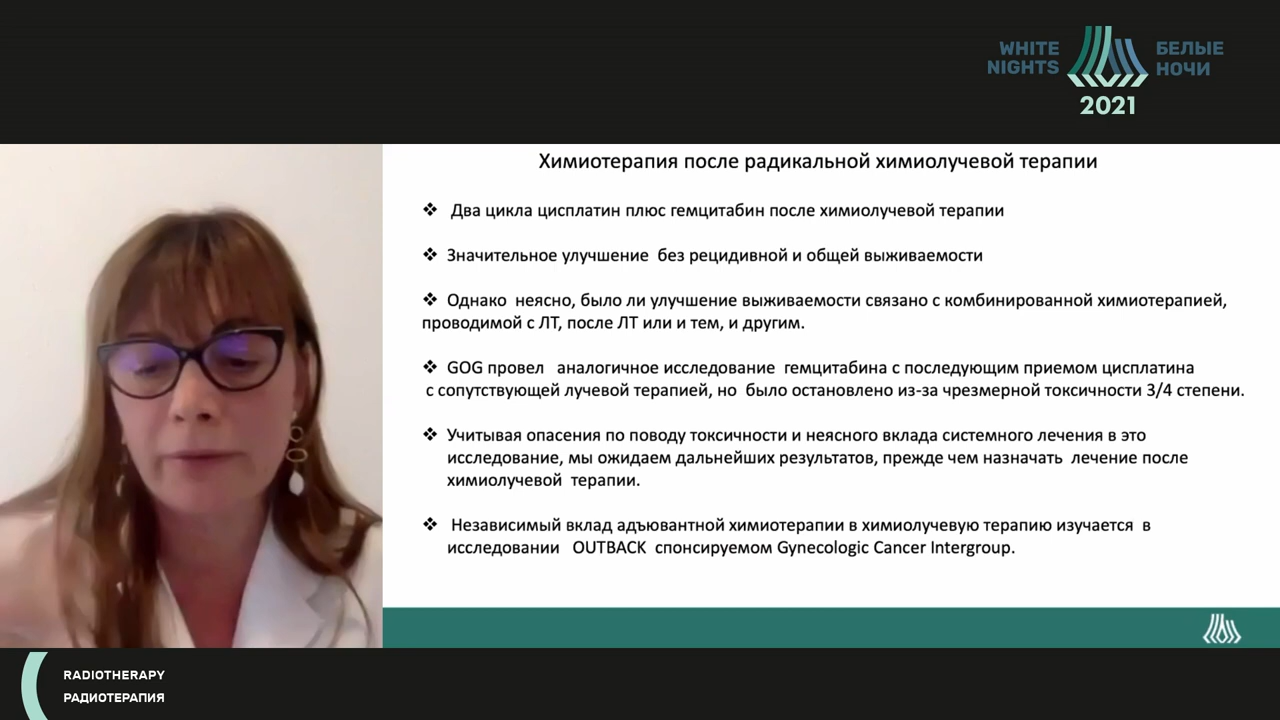 WHITE NIGHTS
БЕЛЫЕ НОЧИ
2021
Химиотерапия после радикальной химиолучевой терапии
❖ Два цикла цисплатин плюс гемцитабин после химиолучевой терапии
❖ Значительное улучшение без рецидивной и общей выживаемости
❖ Однако неясно, было ли улучшение выживаемости связано с комбинированной химиотерапией,
проводимой с ЛТ, после ЛТ или и тем, и другим.
❖ GOG провел аналогичное исследование гемцитабина с последующим приемом цисплатина
с сопутствующей лучевой терапией, но было остановлено из-за чрезмерной токсичности 3/4 степени.
❖ Учитывая опасения по поводу токсичности и неясного вклада системного лечения в это
исследование, мы ожидаем дальнейших результатов, прежде чем назначать лечение после
химиолучевой терапии.
❖ Независимый вклад адъювантной химиотерапии в химиолучевую терапию изучается в
исследовании OUTBACK спонсируемом Gynecologic Cancer Intergroup.
RADIOTHERAPY
РАДИОТЕРАПИЯ